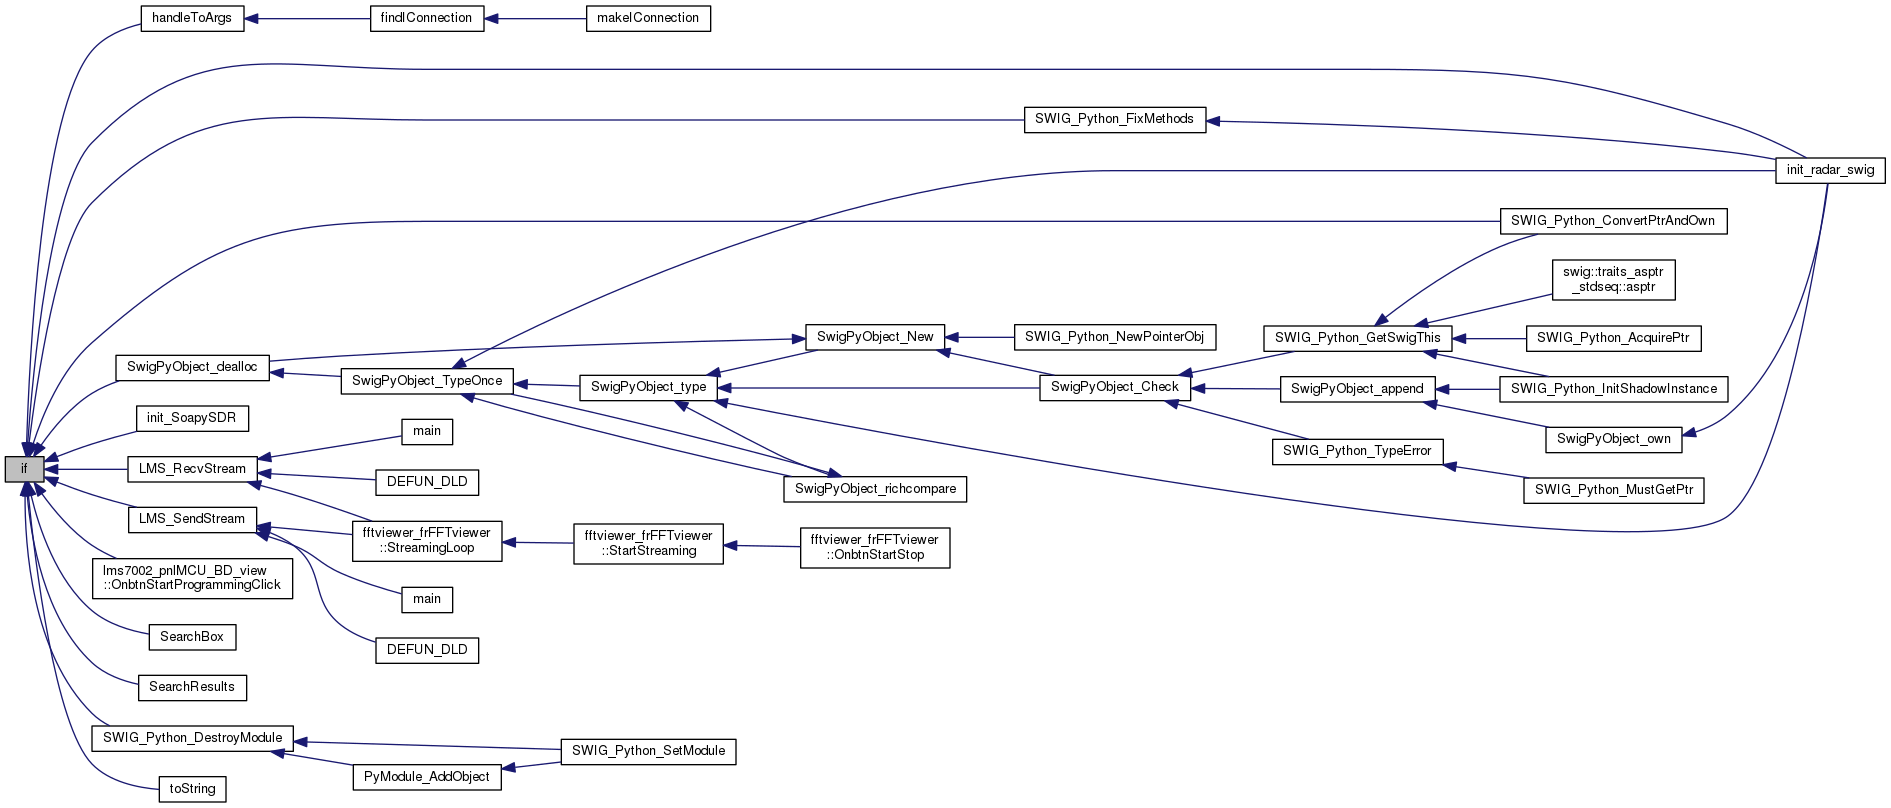 handleToArgs
findIConnection
makeIConnection
SWIG_Python_FixMethods
init_radar_swig
SWIG_Python_ConvertPtrAndOwn
swig::traits_asptr
_stdseq::asptr
SwigPyObject_New
SWIG_Python_NewPointerObj
SWIG_Python_GetSwigThis
SWIG_Python_AcquirePtr
SwigPyObject_dealloc
SwigPyObject_TypeOnce
SwigPyObject_type
SwigPyObject_Check
SwigPyObject_append
SWIG_Python_InitShadowInstance
init_SoapySDR
main
SwigPyObject_own
SWIG_Python_TypeError
if
LMS_RecvStream
DEFUN_DLD
SwigPyObject_richcompare
SWIG_Python_MustGetPtr
LMS_SendStream
fftviewer_frFFTviewer
::StreamingLoop
fftviewer_frFFTviewer
::StartStreaming
fftviewer_frFFTviewer
::OnbtnStartStop
lms7002_pnlMCU_BD_view
::OnbtnStartProgrammingClick
main
SearchBox
DEFUN_DLD
SearchResults
SWIG_Python_DestroyModule
SWIG_Python_SetModule
PyModule_AddObject
toString